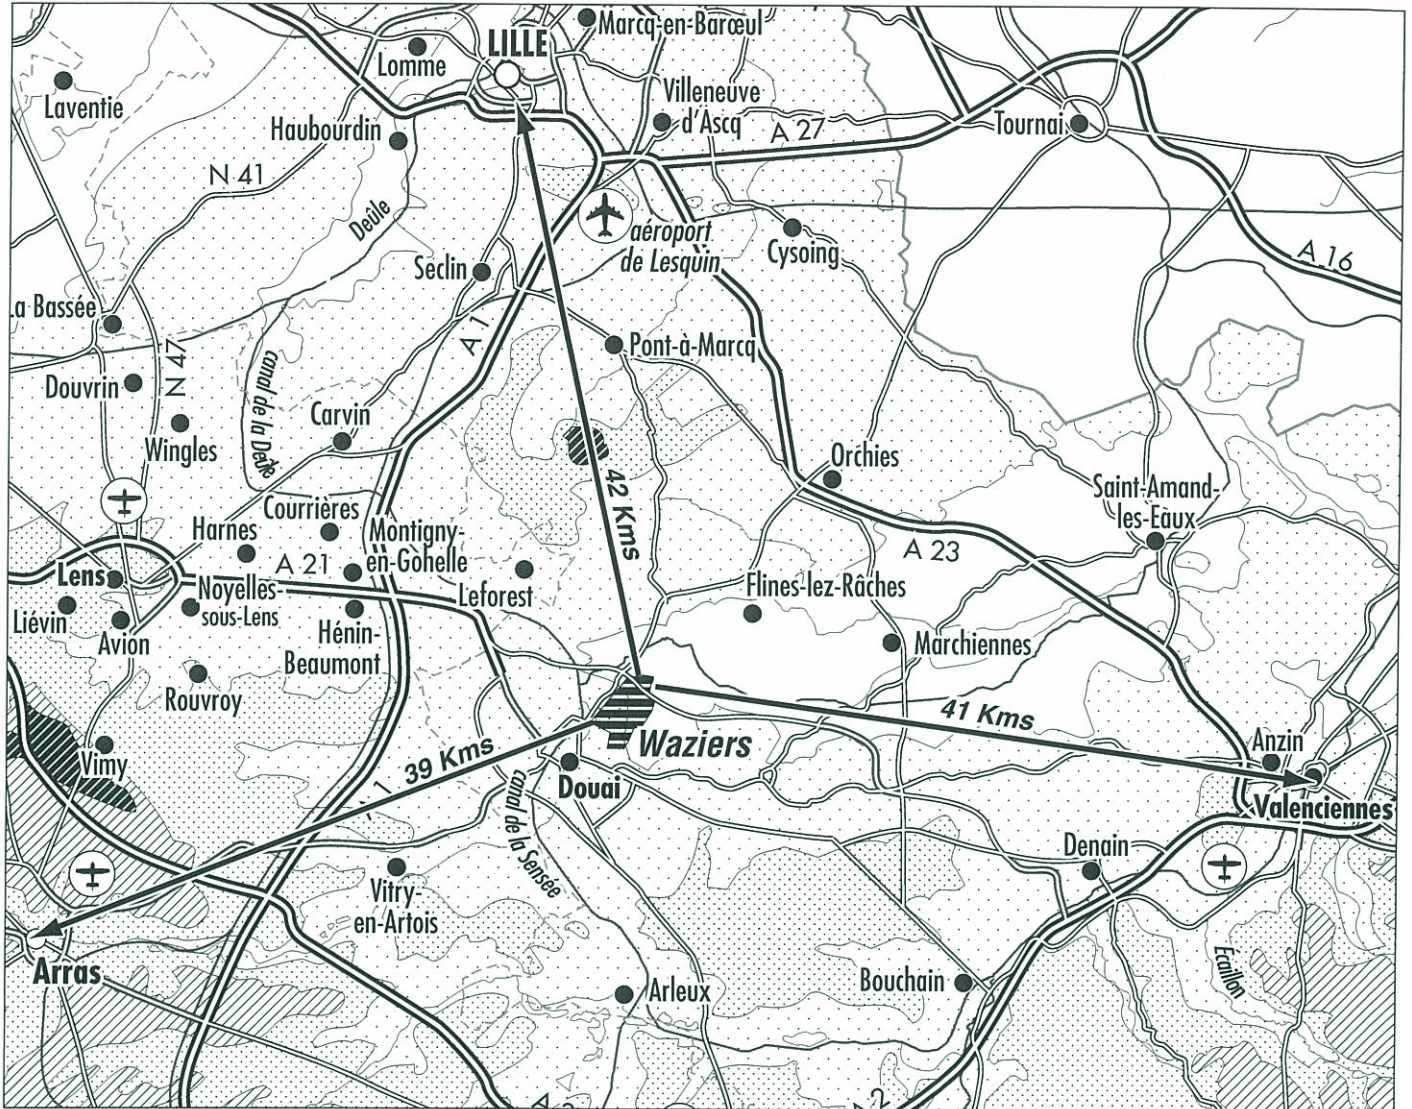 Marcq-en-Barœul
LILLE
Lomme
Laventie
Villeneuve
d'Ascq
Haubourdin
A 27
Tournai
N 41
Deûle
aéroport
de Lesquin
Cysoing
Seclin
A 16
La Bassée
A 1
Pont-à-Marcq
N 47
Douvrin
canal de la Deûle
Carvin
Wingles
42 Kms
Orchies
Saint-Amand-
les-Eaux
Courrières
Harnes
Montigny-
en-Gohelle
A 23
A 21
Lens
Noyelles-
sous-Lens
Leforest
Flines-lez-Râches
Liévin
Avion
Hénin-
Beaumont
Marchiennes
Rouvroy
41 Kms
Waziers
39 Kms
Vimy
Anzin
Douai
Valenciennes
canal de la Sensée
Denain
Vitry-
en-Artois
Arras
Écaillon
Arleux
Bouchain
A 2